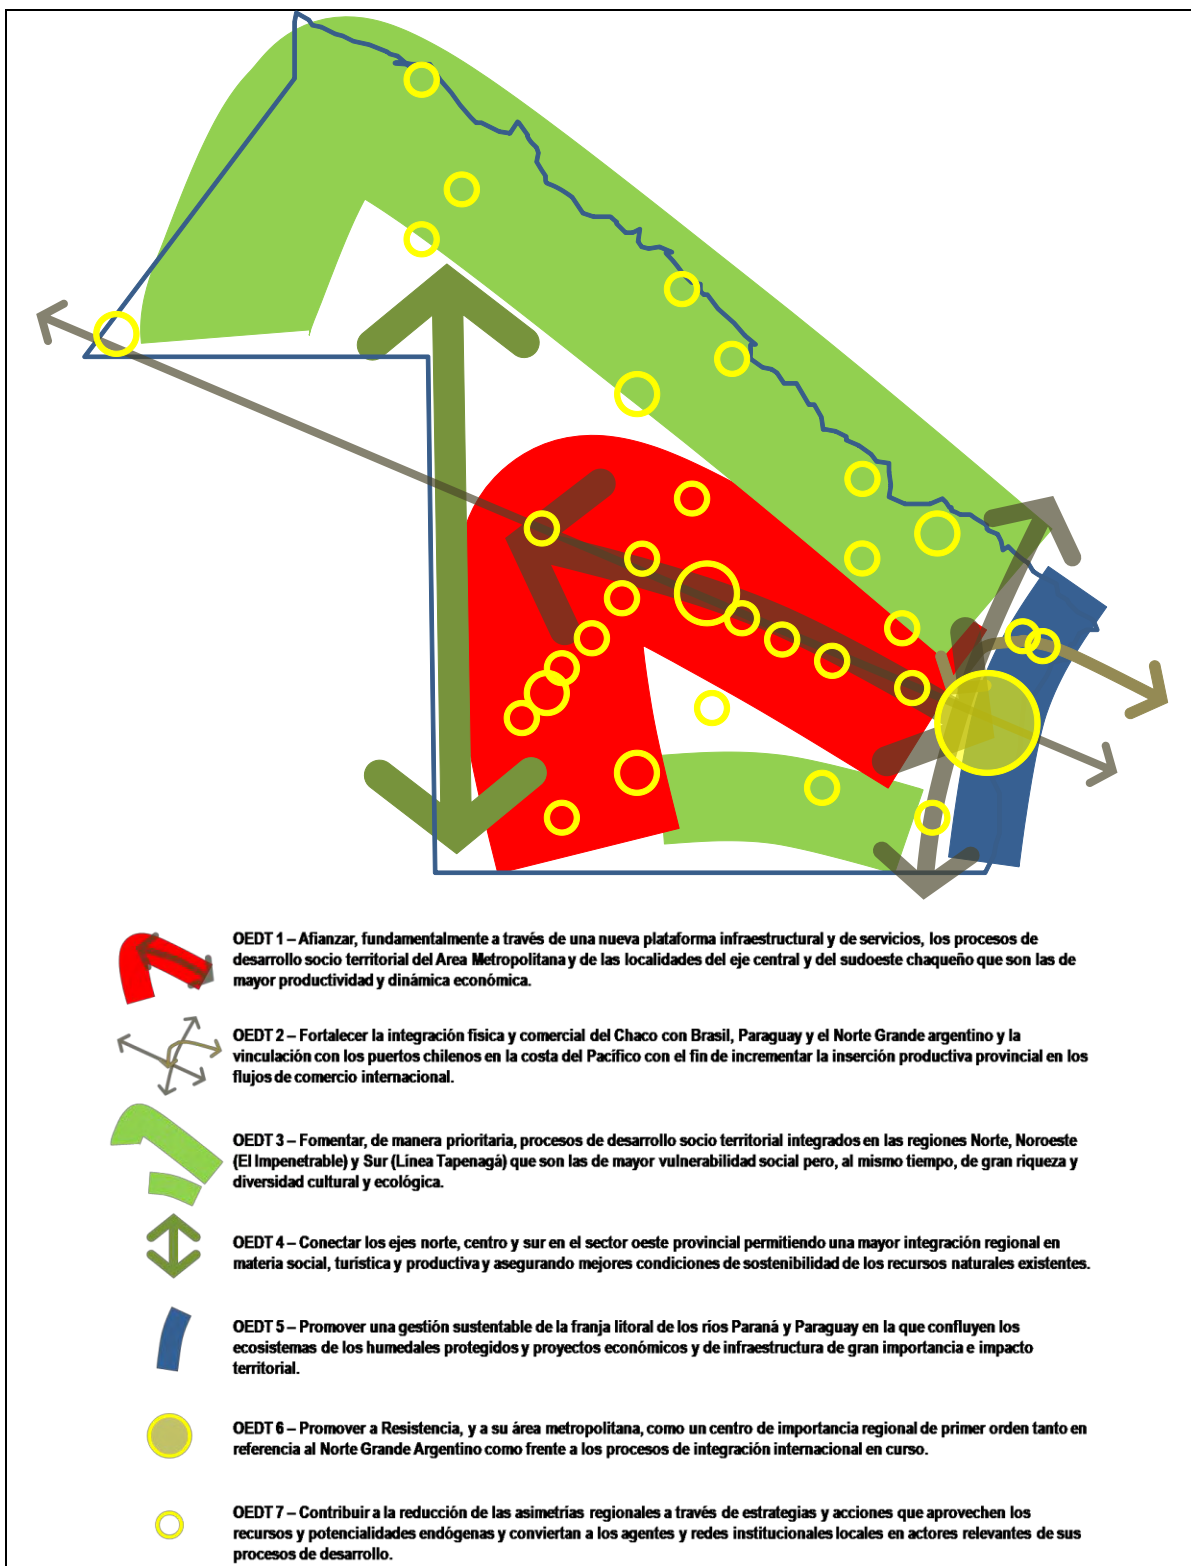 OEDT 1 – Afianzar, fundamentalmente a través de una nueva plataforma infraestructural y de servicios, los procesos de
desarrollo socio territorial del Area Metropolitana y de las localidades del eje central y del sudoeste chaqueño que son las de
mayor productividad y dinámica económica.
OEDT 2 – Fortalecer la integración física y comercial del Chaco con Brasil, Paraguay y el Norte Grande argentino y la
vinculación con los puertos chilenos en la costa del Pacífico con el fin de incrementar la inserción productiva provincial en los
flujos de comercio internacional.
OEDT 3 – Fomentar, de manera prioritaria, procesos de desarrollo socio territorial integrados en las regiones Norte, Noroeste
(El Impenetrable) y Sur (Línea Tapenagá) que son las de mayor vulnerabilidad social pero, al mismo tiempo, de gran riqueza y
diversidad cultural y ecológica.
OEDT 4 – Conectar los ejes norte, centro y sur en el sector oeste provincial permitiendo una mayor integración regional en
materia social, turística y productiva y asegurando mejores condiciones de sostenibilidad de los recursos naturales existentes.
OEDT 5 – Promover una gestión sustentable de la franja litoral de los ríos Paraná y Paraguay en la que confluyen los
ecosistemas de los humedales protegidos y proyectos económicos y de infraestructura de gran importancia e impacto
territorial.
OEDT 6 – Promover a Resistencia, y a su área metropolitana, como un centro de importancia regional de primer orden tanto en
referencia al Norte Grande Argentino como frente a los procesos de integración internacional en curso.
OEDT 7 – Contribuir a la reducción de las asimetrías regionales a través de estrategias y acciones que aprovechen los
recursos y potencialidades endógenas y conviertan a los agentes y redes institucionales locales en actores relevantes de sus
procesos de desarrollo.